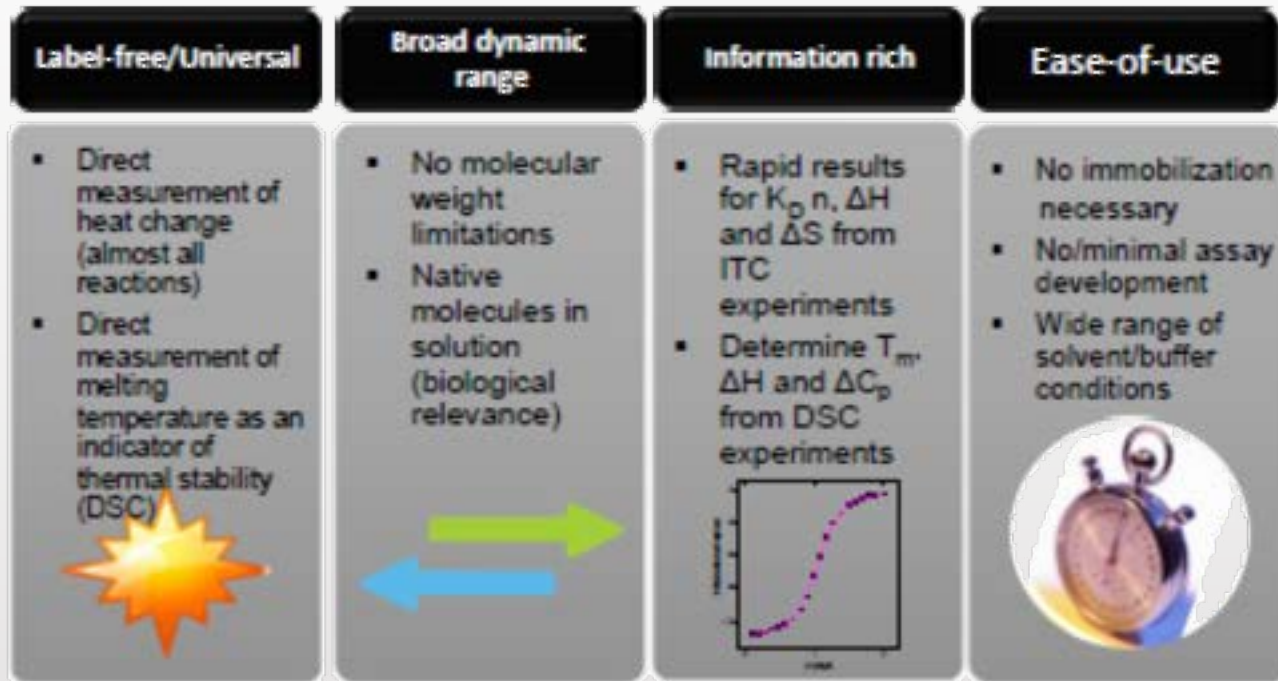 Label-free/Universal
▪ Direct
measurement of
heat change
(almost all
reactions)
▪ Direct
measurement of
melting
temperature as an
indicator of
thermal stability
(DSC)
Broad dynamic
range
▪ No molecular
weight
limitations
▪ Native
molecules in
solution
(biological
relevance)
Information rich
▪ Rapid results
for K_D n, ΔH
and ΔS from
ITC
experiments
▪ Determine T_m,
ΔH and ΔC_p
from DSC
experiments
Ease-of-use
▪ No immobilization
necessary
▪ No/minimal assay
development
▪ Wide range of
solvent/buffer
conditions